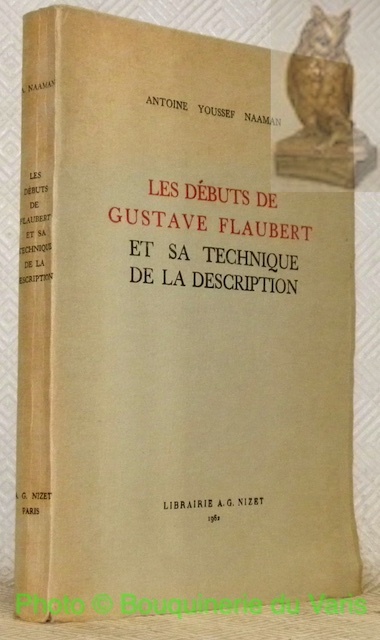 A. NAAMAN
LES
DÉBUTS
DE
FLAUBERT
ET SA
TECHNIQUE
DE LA
DESCRIPTION
A. G. NIZET
PARIS
ANTOINE YOUSSEF NAAMAN
LES DÉBUTS DE
GUSTAVE FLAUBERT
ET SA TECHNIQUE
DE LA DESCRIPTION
LIBRAIRIE A. G. NIZET
1962
Photo © Bouquinerie du Varis